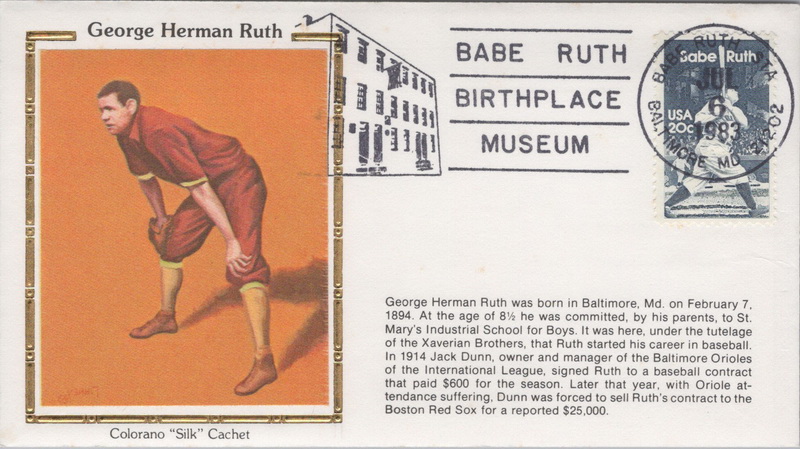 George Herman Ruth
BABE RUTH
BIRTHPLACE
MUSEUM
BABE RUTH STA
JUL
6
1983
BALTIMORE MD 21202
Babe Ruth
USA
20c
George Herman Ruth was born in Baltimore, Md. on February 7,
1894. At the age of 8½ he was committed, by his parents, to St.
Mary's Industrial School for Boys. It was here, under the tutelage
of the Xaverian Brothers, that Ruth started his career in baseball.
In 1914 Jack Dunn, owner and manager of the Baltimore Orioles
of the International League, signed Ruth to a baseball contract
that paid $600 for the season. Later that year, with Oriole at-
tendance suffering, Dunn was forced to sell Ruth's contract to the
Boston Red Sox for a reported $25,000.
Colorano "Silk" Cachet